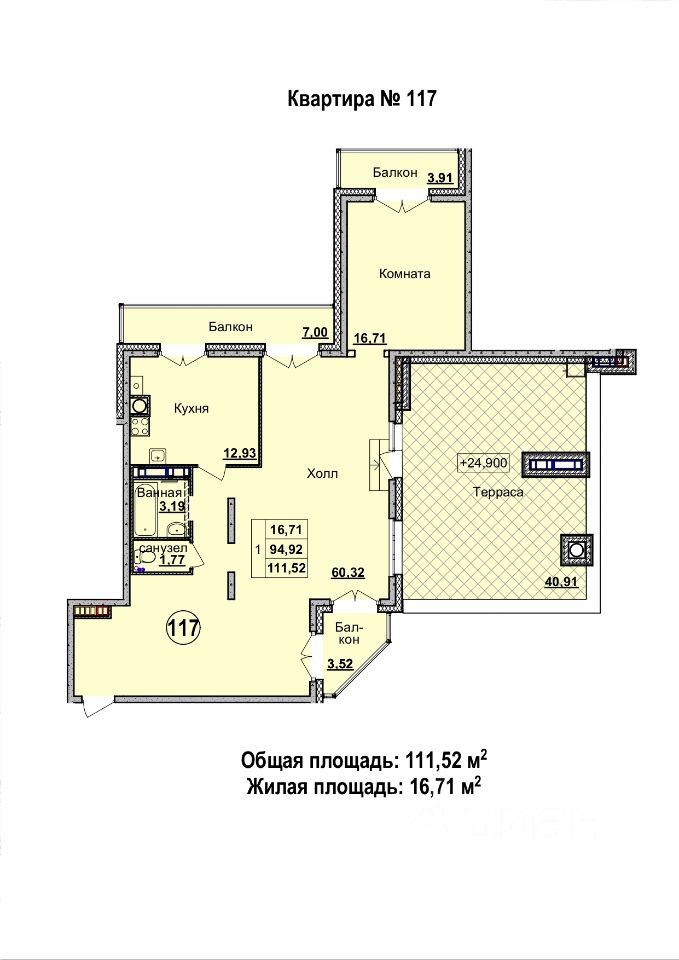 Квартира № 117
Балкон 3,91
Комната
16,71
Балкон 7,00
Кухня
12,93
Холл
+24,900
Терраса
40,91
Ванная
3,19
санузел
1,77
16,71
1 94,92
111,52
60,32
117
Бал-
кон
3,52
Общая площадь: 111,52 м²
Жилая площадь: 16,71 м²
циан